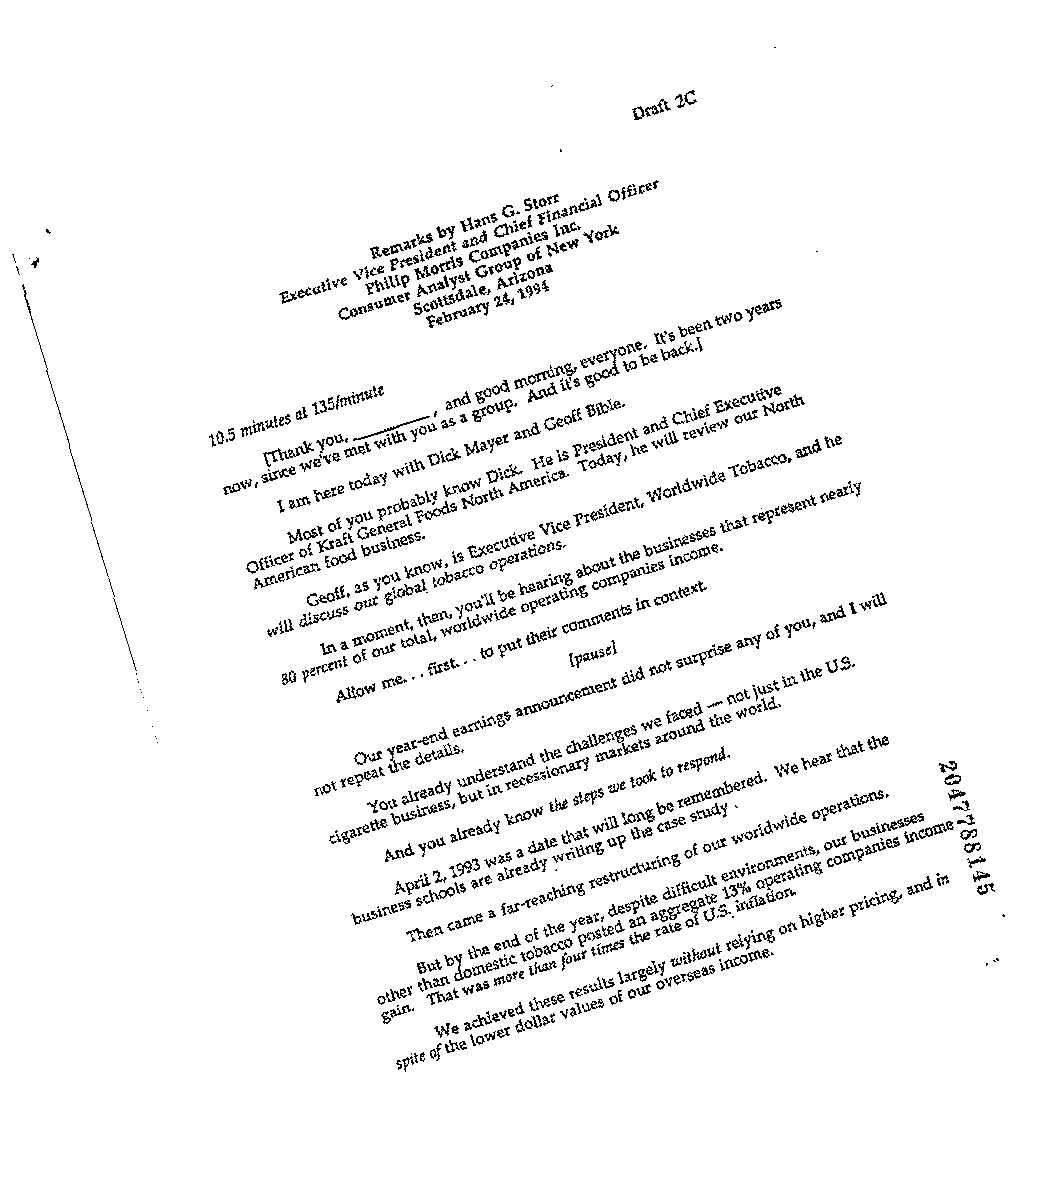 Draft 2C
Remarks by Hans G. Storr
Executive Vice President and Chief Financial Officer
Philip Morris Companies Inc.
Consumer Analyst Group of New York
Scottsdale, Arizona
February 24, 1994
10.5 minutes at 135/minute
[Thank you, __________, and good morning, everyone. It's been two years
now, since we've met with you as a group. And it's good to be back.]
I am here today with Dick Mayer and Geoff Bible.
Most of you probably know Dick. He is President and Chief Executive
Officer of Kraft General Foods North America. Today, he will review our North
American food business.
Geoff, as you know, is Executive Vice President, Worldwide Tobacco, and he
will discuss our global tobacco operations.
In a moment, then, you'll be hearing about the businesses that represent nearly
80 percent of our total, worldwide operating companies income.
Allow me. . . first. . . to put their comments in context.
[pause]
Our year-end earnings announcement did not surprise any of you, and I will
not repeat the details.
You already understand the challenges we faced — not just in the U.S.
cigarette business, but in recessionary markets around the world.
And you already know the steps we took to respond.
April 2, 1993 was a date that will long be remembered. We hear that the
business schools are already writing up the case study .
Then came a far-reaching restructuring of our worldwide operations.
But by the end of the year, despite difficult environments, our businesses
other than domestic tobacco posted an aggregate 13% operating companies income
gain. That was more than four times the rate of U.S. inflation.
We achieved these results largely without relying on higher pricing, and in
spite of the lower dollar values of our overseas income.
2047788145